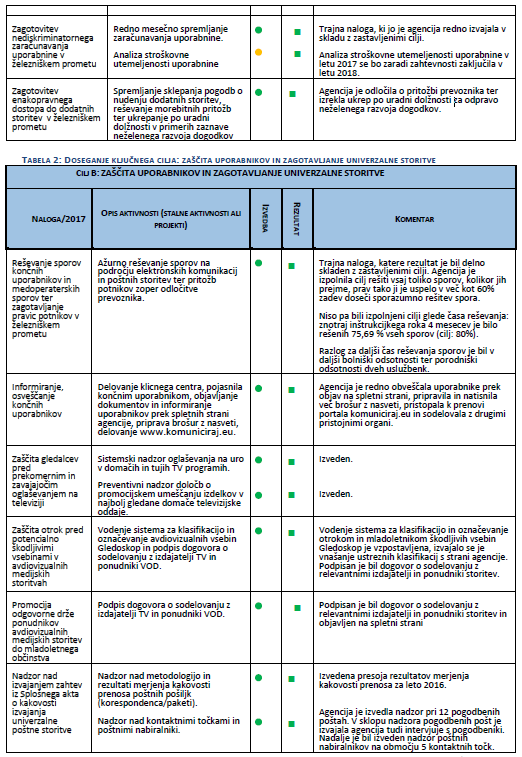 Zagotovitev
nediskriminatornega
zaračunavanja
uporabnine v
železniškem prometu
Redno mesečno spremljanje
zaračunavanja uporabnine.
Analiza stroškovne
utemeljenosti uporabnine
Trajna naloga, ki jo je agencija redno izvajala v
skladu z zastavljenimi cilji.
Analiza stroškovne utemeljenosti uporabnine v
letu 2017 se bo zaradi zahtevnosti zaključila v
letu 2018.
Zagotovitev
enakopravnega
dostopa do dodatnih
storitev v železniškem
prometu
Spremljanje sklepanja pogodb o
nudenju dodatnih storitev,
reševanje morebitnih pritožb
ter ukrepanje po uradni
dolžnosti v primerih zaznave
neželenega razvoja dogodkov
Agencija je odločila o pritožbi prevoznika ter
izrekla ukrep po uradni dolžnosti za odpravo
neželenega razvoja dogodkov.
TABELA 2: DOSEGANJE KLJUČNEGA CILJA: ZAŠČITA UPORABNIKOV IN ZAGOTAVLJANJE UNIVERZALNE STORITVE
CILJ B: ZAŠČITA UPORABNIKOV IN ZAGOTAVLJANJE UNIVERZALNE STORITVE
NALOGA/2017
OPIS AKTIVNOSTI (STALNE AKTIVNOSTI ALI
PROJEKTI)
IZVEDBA
REZULTAT
KOMENTAR
Reševanje sporov
končnih
uporabnikov in
medoperaterskih
sporov ter
zagotavljanje
pravic potnikov v
železniškem
prometu
Ažurno reševanje sporov na
področju elektronskih komunikacij
in poštnih storitev ter pritožb
potnikov zoper odločitve
prevoznika.
Trajna naloga, katere rezultat je bil delno
skladen z zastavljenimi cilji. Agencija je
izpolnila cilj rešiti vsaj toliko sporov, kolikor jih
prejme, prav tako ji je uspelo v več kot 60%
zadev doseči sporazumno rešitev spora.
Niso pa bili izpolnjeni cilji glede časa reševanja:
znotraj instrukcijskega roka 4 mesecev je bilo
rešenih 75,69 % vseh sporov (cilj: 80%).
Razlog za daljši čas reševanja sporov je bil v
daljši bolniški odsotnosti ter porodniški
odsotnosti dveh uslužbenk.
Informiranje,
osveščanje
končnih
uporabnikov
Delovanje klicnega centra, pojasnila
končnim uporabnikom, objavljanje
dokumentov in informiranje
uporabnikov prek spletni strani
agencije, priprava brošur z nasveti,
delovanje www.komuniciraj.eu.
Agencija je redno obveščala uporabnike prek
objav na spletni strani, pripravila in natisnila
več brošur z nasveti, pristopala k prenovi
portala komuniciraj.eu in sodelovala z drugimi
pristojnimi organi.
Zaščita gledalcev
pred
prekomernim in
zavajajočim
oglaševanjem na
televiziji
Sistemski nadzor oglaševanja na uro
v domačih in tujih TV programih.
Preventivni nadzor določb o
promocijskem umeščanju izdelkov v
najbolj gledane domače televizijske
oddaje.
Izveden.
Izveden.
Zaščita otrok pred
potencialno
škodljivimi
vsebinami v
avdiovizualnih
medijskih
storitvah
Vodenje sistema za klasifikacijo in
označevanje avdiovizualnih vsebin
Gledoskop in podpis dogovora o
sodelovanju z izdajatelji TV in
ponudniki VOD.
Vodenje sistema za klasifikacijo in označevanje
otrokom in mladoletnikom škodljivih vsebin
Gledoskop je vzpostavljena, izvajalo se je
vnašanje ustreznih klasifikacij s strani agencije.
Podpisan je bil dogovor o sodelovanju z
relevantnimi izdajatelji in ponudniki storitev.
Promocija
odgovorne drže
ponudnikov
avdiovizualnih
medijskih storitev
do mladoletnega
občinstva
Podpis dogovora o sodelovanju z
izdajatelji TV in ponudniki VOD.
Podpisan je bil dogovor o sodelovanju z
relevantnimi izdajatelji in ponudniki storitev in
objavljen na spletni strani
Nadzor nad
izvajanjem zahtev
iz Splošnega akta
o kakovosti
izvajanja
univerzalne
poštne storitve
Nadzor nad metodologijo in
rezultati merjenja kakovosti
prenosa poštnih pošiljk
(korespondenca/paketi).
Nadzor nad kontaktnimi točkami in
poštnimi nabiralniki.
Izvedena presoja rezultatov merjenja
kakovosti prenosa za leto 2016.
Agencija je izvedla nadzor pri 12 pogodbenih
poštah. V sklopu nadzora pogodbenih pošt je
izvajala agencija tudi intervjuje s pogodbeniki.
Nadalje je bil izveden nadzor poštnih
nabiralnikov na območju 5 kontaktnih točk.